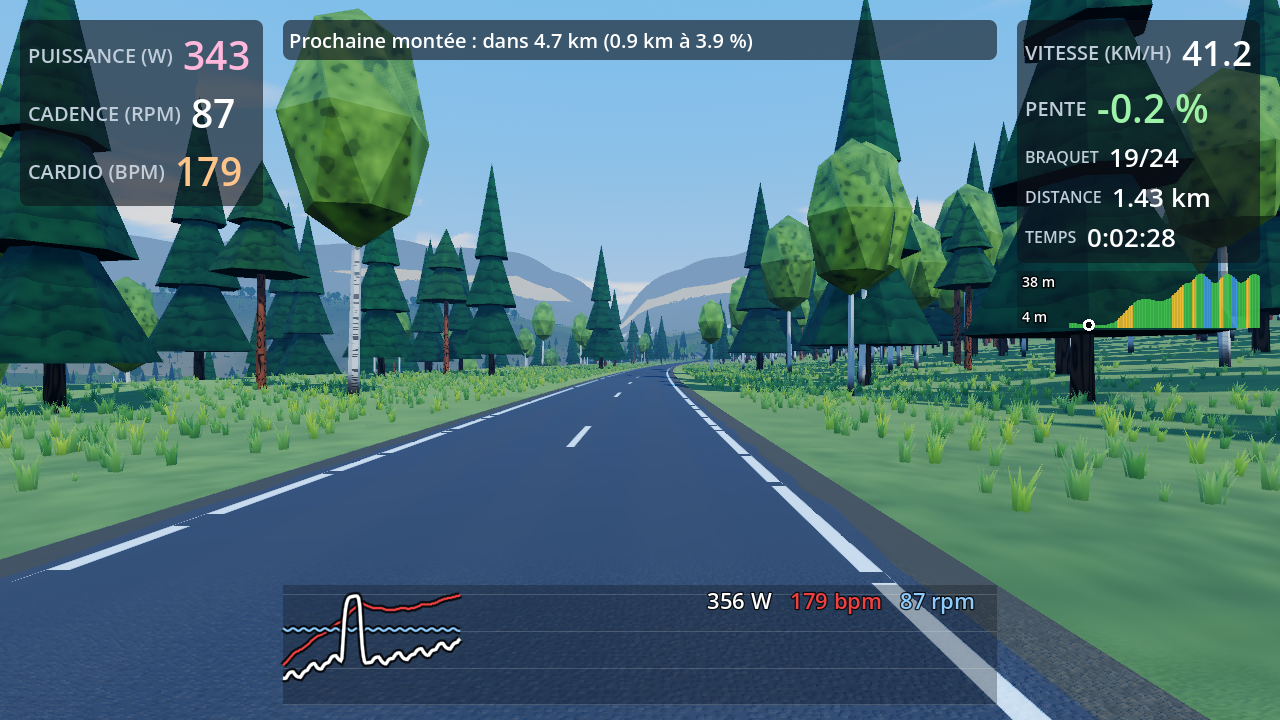 PUISSANCE (W) 343
CADENCE (RPM) 87
CARDIO (BPM) 179
Prochaine montée : dans 4.7 km (0.9 km à 3.9 %)
VITESSE (KM/H) 41.2
PENTE -0.2 %
BRAQUET 19/24
DISTANCE 1.43 km
TEMPS 0:02:28
38 m
4 m
356 W 179 bpm 87 rpm